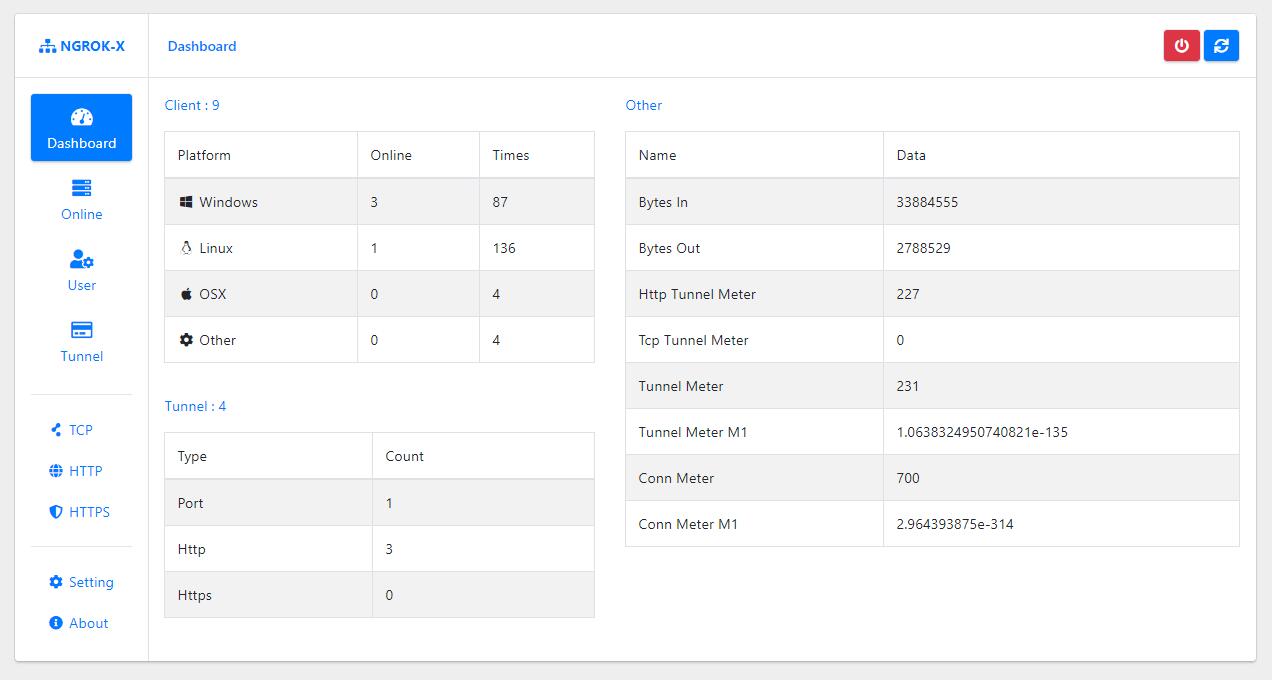 NGROK-X
Dashboard
Dashboard
Online
User
Tunnel
TCP
HTTP
HTTPS
Setting
About
Client : 9
Platform Online Times
Windows 3 87
Linux 1 136
OSX 0 4
Other 0 4
Tunnel : 4
Type Count
Port 1
Http 3
Https 0
Other
Name Data
Bytes In 33884555
Bytes Out 2788529
Http Tunnel Meter 227
Tcp Tunnel Meter 0
Tunnel Meter 231
Tunnel Meter M1 1.0638324950740821e-135
Conn Meter 700
Conn Meter M1 2.964393875e-314